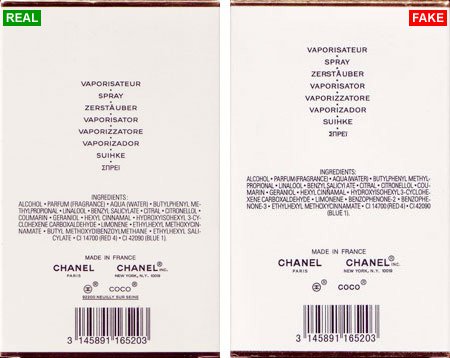 REAL
VAPORISATEUR
SPRAY
ZERSTÄUBER
VAPORISATOR
VAPORIZZATORE
VAPORIZADOR
SUIHKE
ΣΠΡΕΪ
INGREDIENTS:
ALCOHOL • PARFUM (FRAGRANCE) • AQUA (WATER) • BUTYLPHENYL ME-
THYLPROPIONAL • LINALOOL • BENZYL SALICYLATE • CITRAL • CITRONELLOL •
COUMARIN • GERANIOL • HEXYL CINNAMAL • HYDROXYISOHEXYL 3-CY-
CLOHEXENE CARBOXALDEHYDE • LIMONENE • ETHYLHEXYL METHOXYCIN-
NAMATE • BUTYL METHOXYDIBENZOYLMETHANE • ETHYLHEXYL SALI-
CYLATE • CI 14700 (RED 4) • CI 42090 (BLUE 1).
MADE IN FRANCE
CHANEL CHANEL INC.
PARIS NEW YORK, N.Y. 10019
COCO®
92200 NEUILLY SUR SEINE
3 145891 165203
FAKE
VAPORISATEUR
SPRAY
ZERSTÄUBER
VAPORISATOR
VAPORIZZATORE
VAPORIZADOR
SUIHKE
ΣΠΡΕΪ
INGREDIENTS:
ALCOHOL • PARFUM (FRAGRANCE) • AQUA (WATER) • BUTYLPHENYL METHYL-
PROPIONAL • LINALOOL • BENZYL SALICYLATE • CITRAL • CITRONELLOL • COU-
MARIN • GERANIOL • HEXYL CINNAMAL • HYDROXYISOHEXYL 3-CYCLOHE-
XENE CARBOXALDEHYDE • LIMONENE • BENZOPHENONE-2 • BENZOPHE-
NONE-3 • ETHYLHEXYL METHOXYCINNAMATE • CI 14700 (RED 4) • CI 42090
(BLUE 1).
MADE IN FRANCE
CHANEL CHANEL INC.
PARIS NEW YORK, N.Y. 10019
COCO®
3 145891 165203